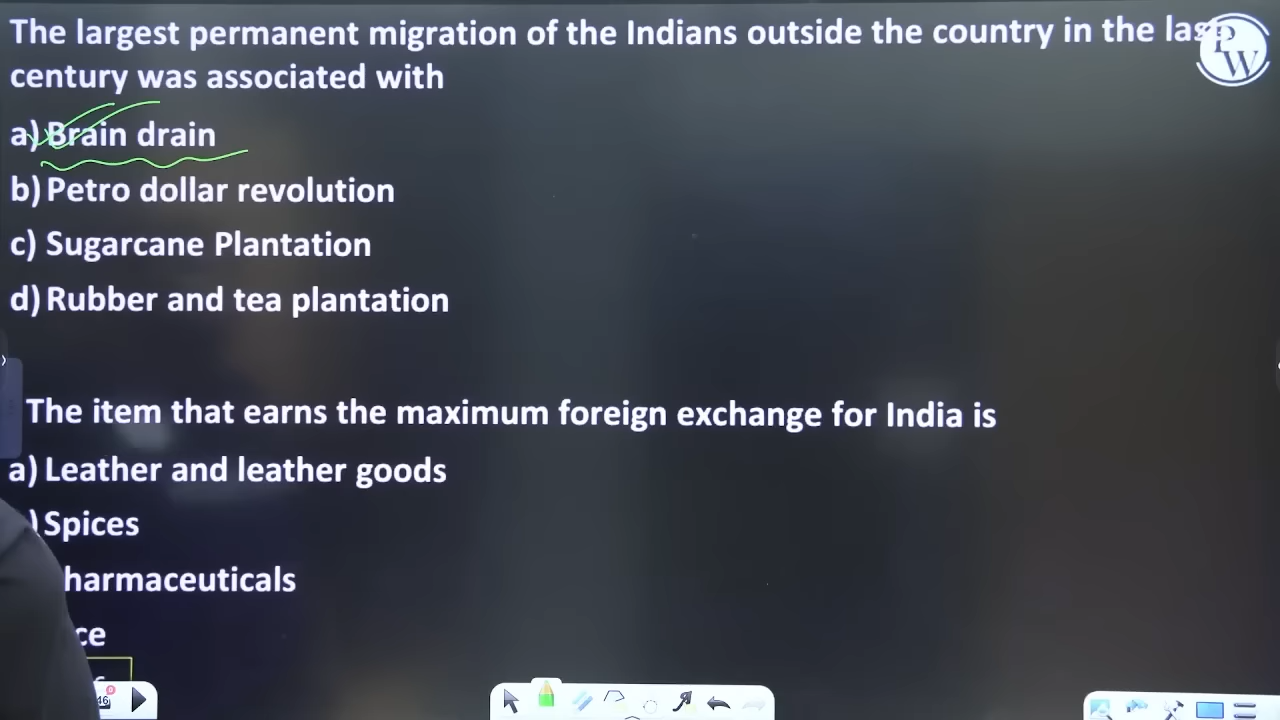 The largest permanent migration of the Indians outside the country in the last
century was associated with
a) Brain drain
b) Petro dollar revolution
c) Sugarcane Plantation
d) Rubber and tea plantation
The item that earns the maximum foreign exchange for India is
a) Leather and leather goods
) Spices
harmaceuticals
ce
PW
46